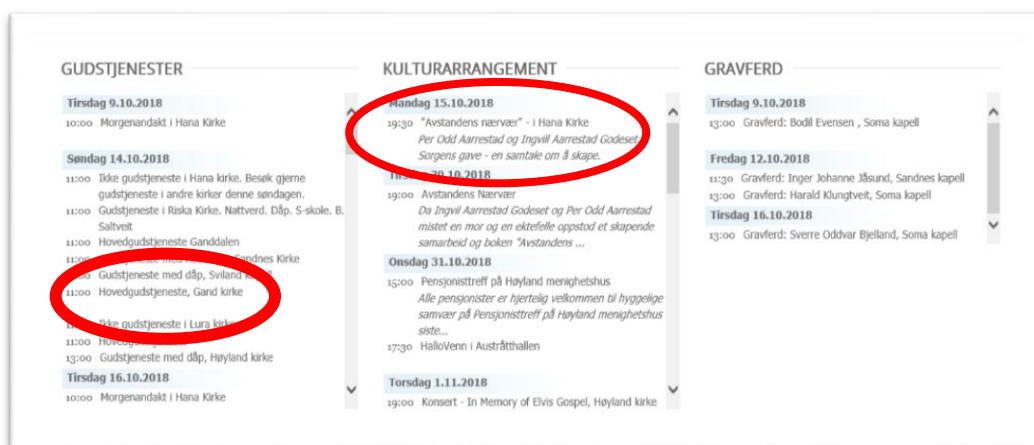 GUDSTJENESTER
Tirsdag 9.10.2018
10:00 Morgenandakt i Hana Kirke
Søndag 14.10.2018
11:00 Ikke gudstjeneste i Hana kirke. Besøk gjerne
gudstjeneste i andre kirker denne søndagen.
11:00 Gudstjeneste i Riska Kirke. Nattverd. Dåp. S-skole. B.
Saltveit
11:00 Hovedgudstjeneste Ganddalen
Sandnes Kirke
Gudstjeneste med dåp, Sviland
11:00 Hovedgudstjeneste, Gand kirke
Ikke gudstjeneste i Lura kirke
11:00
13:00 Gudstjeneste med dåp, Høyland kirke
Tirsdag 16.10.2018
10:00 Morgenandakt i Hana Kirke
KULTURARRANGEMENT
Mandag 15.10.2018
19:30 "Avstandens nærvær" - i Hana Kirke
Per Odd Aarrestad og Ingvill Aarrestad Godeset.
Sorgens gave - en samtale om å skape.
10.2018
19:00 Avstandens Nærvær
Da Ingvil Aarrestad Godeset og Per Odd Aarrestad
mistet en mor og en ektefelle oppstod et skapende
samarbeid og boken "Avstandens ...
Onsdag 31.10.2018
15:00 Pensjonisttreff på Høyland menighetshus
Alle pensjonister er hjertelig velkommen til hyggelige
samvær på Pensjonisttreff på Høyland menighetshus
siste...
17:30 HalloVenn i Austråtthallen
Torsdag 1.11.2018
19:00 Konsert - In Memory of Elvis Gospel, Høyland kirke
GRAVFERD
Tirsdag 9.10.2018
13:00 Gravferd: Bodil Evensen , Soma kapell
Fredag 12.10.2018
11:30 Gravferd: Inger Johanne Jåsund, Sandnes kapell
13:00 Gravferd: Harald Klungtveit, Soma kapell
Tirsdag 16.10.2018
13:00 Gravferd: Sverre Oddvar Bjelland, Soma kapell